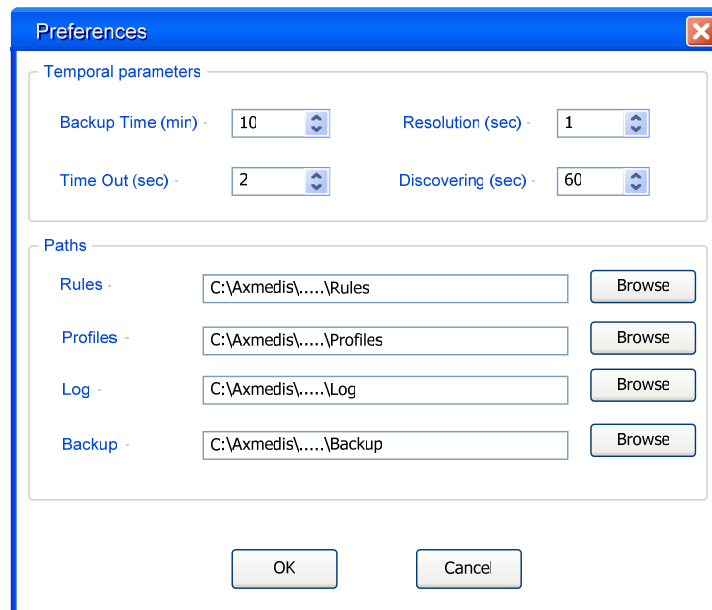 Preferences
Temporal parameters
Backup Time (min) - 10 Resolution (sec) - 1
Time Out (sec) - 2 Discovering (sec) - 60
Paths
Rules - C:\Axmedis\.....\Rules Browse
Profiles - C:\Axmedis\.....\Profiles Browse
Log - C:\Axmedis\.....\Log Browse
Backup - C:\Axmedis\.....\Backup Browse
OK Cancel